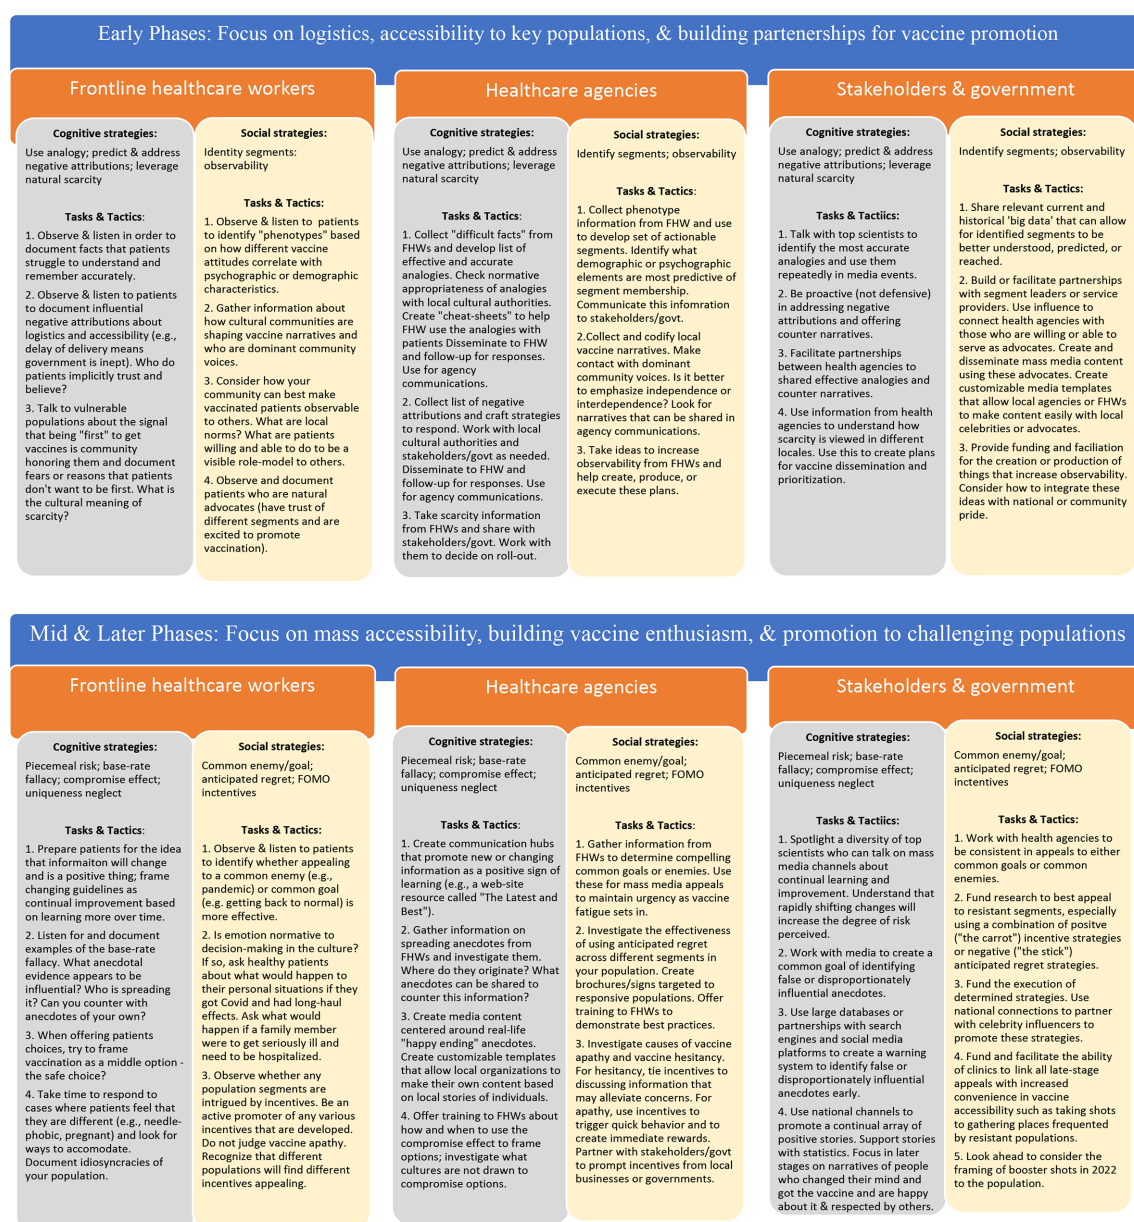 Early Phases: Focus on logistics, accessibility to key populations, & building partenerships for vaccine promotion
Frontline healthcare workers
Cognitive strategies:
Use analogy; predict & address
negative attributions; leverage
natural scarcity
Tasks & Tactics:
1. Observe & listen in order to
document facts that patients
struggle to understand and
remember accurately.
2. Observe & listen to patients
to document influential
negative attributions about
logistics and accessibility (e.g.,
delay of delivery means
government is inept). Who do
patients implicitly trust and
believe?
3. Talk to vulnerable
populations about the signal
that being "first" to get
vaccines is community
honoring them and document
fears or reasons that patients
don't want to be first. What is
the cultural meaning of
scarcity?
Social strategies:
Identity segments:
observability
Tasks & Tactics:
1. Observe & listen to patients
to identify "phenotypes" based
on how different vaccine
attitudes correlate with
psychographic or demographic
characteristics.
2. Gather information about
how cultural communities are
shaping vaccine narratives and
who are dominant community
voices.
3. Consider how your
community can best make
vaccinated patients observable
to others. What are local
norms? What are patients
willing and able to do to be a
visible role-model to others.
4. Observe and document
patients who are natural
advocates (have trust of
different segments and are
excited to promote
vaccination).
Healthcare agencies
Cognitive strategies:
Use analogy; predict & address
negative attributions; leverage
natural scarcity
Tasks & Tactics:
1. Collect "difficult facts" from
FHWs and develop list of
effective and accurate
analogies. Check normative
appropriateness of analogies
with local cultural authorities.
Create "cheat-sheets" to help
FHW use the analogies with
patients Disseminate to FHW
and follow-up for responses.
Use for agency
communications.
2. Collect list of negative
attributions and craft strategies
to respond. Work with local
cultural authorities and
stakeholders/govt as needed.
Disseminate to FHW and
follow-up for responses. Use
for agency communications.
3. Take scarcity information
from FHWs and share with
stakeholders/govt. Work with
them to decide on roll-out.
Social strategies:
Identify segments; observability
Tasks & Tactics:
1. Collect phenotype
information from FHW and use
to develop set of actionable
segments. Identify what
demographic or psychographic
elements are most predictive of
segment membership.
Communicate this infomration
to stakeholders/govt.
2.Collect and codify local
vaccine narratives. Make
contact with dominant
community voices. Is it better
to emphasize independence or
interdependence? Look for
narratives that can be shared in
agency communications.
3. Take ideas to increase
observability from FHWs and
help create, produce, or
execute these plans.
Stakeholders & government
Cognitive strategies:
Use analogy; predict & address
negative attributions; leverage
natural scarcity
Tasks & Tactiics:
1. Talk with top scientists to
identify the most accurate
analogies and use them
repeatedly in media events.
2. Be proactive (not defensive)
in addressing negative
attributions and offering
counter narratives.
3. Facilitate partnerships
between health agencies to
shared effective analogies and
counter narratives.
4. Use information from health
agencies to understand how
scarcity is viewed in different
locales. Use this to create plans
for vaccine dissemination and
prioritization.
Social strategies:
Indentify segments; observability
Tasks & Tactics:
1. Share relevant current and
historical 'big data' that can allow
for identified segments to be
better understood, predicted, or
reached.
2. Build or facilitate partnerships
with segment leaders or service
providers. Use influence to
connect health agencies with
those who are willing or able to
serve as advocates. Create and
disseminate mass media content
using these advocates. Create
customizable media templates
that allow local agencies or FHWs
to make content easily with local
celebrities or advocates.
3. Provide funding and faciliation
for the creation or production of
things that increase observability.
Consider how to integrate these
ideas with national or community
pride.
Mid & Later Phases: Focus on mass accessibility, building vaccine enthusiasm, & promotion to challenging populations
Frontline healthcare workers
Cognitive strategies:
Piecemeal risk; base-rate
fallacy; compromise effect;
uniqueness neglect
Tasks & Tactics:
1. Prepare patients for the idea
that informaiton will change
and is a positive thing; frame
changing guidelines as
continual improvement based
on learning more over time.
2. Listen for and document
examples of the base-rate
fallacy. What anecdotal
evidence appears to be
influential? Who is spreading
it? Can you counter with
anecdotes of your own?
3. When offering patients
choices, try to frame
vaccination as a middle option -
the safe choice?
4. Take time to respond to
cases where patients feel that
they are different (e.g., needle-
phobic, pregnant) and look for
ways to accomodate.
Document idiosyncracies of
your population.
Social strategies:
Common enemy/goal;
anticipated regret; FOMO
inctentives
Tasks & Tactics:
1. Observe & listen to patients
to identify whether appealing
to a common enemy (e.g.,
pandemic) or common goal
(e.g. getting back to normal) is
more effective.
2. Is emotion normative to
decision-making in the culture?
If so, ask healthy patients
about what would happen to
their personal situations if they
got Covid and had long-haul
effects. Ask what would
happen if a family member
were to get seriously ill and
need to be hospitalized.
3. Observe whether any
population segments are
intrigued by incentives. Be an
active promoter of any various
incentives that are developed.
Do not judge vaccine apathy.
Recognize that different
populations will find different
incentives appealing.
Healthcare agencies
Cognitive strategies:
Piecemeal risk; base-rate
fallacy; compromise effect;
uniqueness neglect
Tasks & Tactics:
1. Create communication hubs
that promote new or changing
information as a positive sign of
learning (e.g., a web-site
resource called "The Latest and
Best").
2. Gather information on
spreading anecdotes from
FHWs and investigate them.
Where do they originate? What
anecdotes can be shared to
counter this information?
3. Create media content
centered around real-life
"happy ending" anecdotes.
Create customizable templates
that allow local organizations to
make their own content based
on local stories of individuals.
4. Offer training to FHWs about
how and when to use the
compromise effect to frame
options; investigate what
cultures are not drawn to
compromise options.
Social strategies:
Common enemy/goal;
anticipated regret; FOMO
incentives
Tasks & Tactics:
1. Gather information from
FHWs to determine compelling
common goals or enemies. Use
these for mass media appeals
to maintain urgency as vaccine
fatigue sets in.
2. Investigate the effectiveness
of using anticipated regret
across different segments in
your population. Create
brochures/signs targeted to
responsive populations. Offer
training to FHWs to
demonstrate best practices.
3. Investigate causes of vaccine
apathy and vaccine hesitancy.
For hesitancy, tie incentives to
discussing information that
may alleviate concerns. For
apathy, use incentives to
trigger quick behavior and to
create immediate rewards.
Partner with stakeholders/govt
to prompt incentives from local
businesses or governments.
Stakeholders & government
Cognitive strategies:
Piecemeal risk; base-rate
fallacy; compromise effect;
uniqueness neglect
Tasks & Tactiics:
1. Spotlight a diversity of top
scientists who can talk on mass
media channels about
continual learning and
improvement. Understand that
rapidly shifting changes will
increase the degree of risk
perceived.
2. Work with media to create a
common goal of identifying
false or disproportionately
influential anecdotes.
3. Use large databases or
partnerships with search
engines and social media
platforms to create a warning
system to identify false or
disproportionately influential
anecdotes early.
4. Use national channels to
promote a continual array of
positive stories. Support stories
with statistics. Focus in later
stages on narratives of people
who changed their mind and
got the vaccine and are happy
about it & respected by others.
Social strategies:
Common enemy/goal;
anticipated regret; FOMO
incentives
Tasks & Tactics:
1. Work with health agencies to
be consistent in appeals to either
common goals or common
enemies.
2. Fund research to best appeal
to resistant segments, especially
using a combination of positve
("the carrot") incentive strategies
or negative ("the stick")
anticipated regret strategies.
3. Fund the execution of
determined strategies. Use
national connections to partner
with celebrity influencers to
promote these strategies.
4. Fund and facilitate the ability
of clinics to link all late-stage
appeals with increased
convenience in vaccine
accessibility such as taking shots
to gathering places frequented
by resistant populations.
5. Look ahead to consider the
framing of booster shots in 2022
to the population.